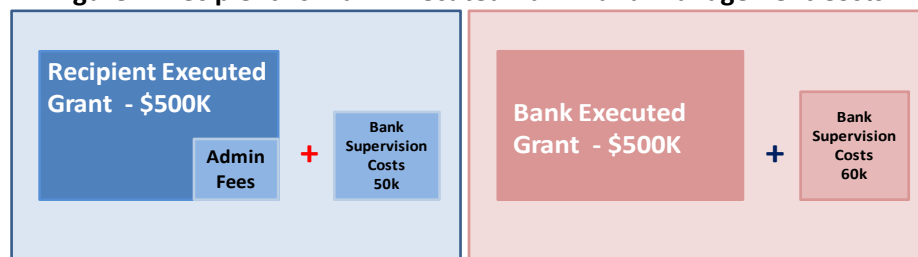 Recipient Executed
Grant - $500K
Admin
Fees
+
Bank
Supervision
Costs
50k
Bank Executed
Grant - $500K
+
Bank
Supervision
Costs
60k